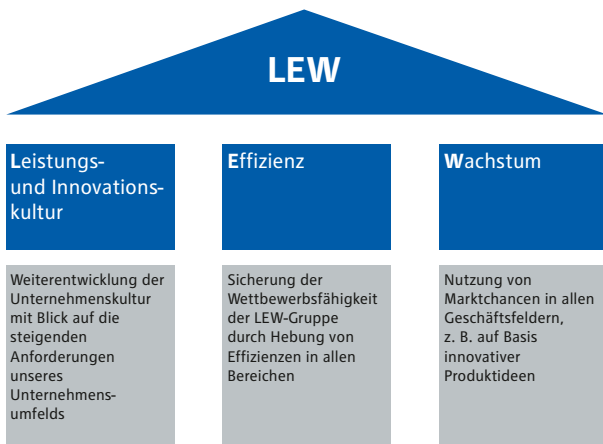 LEW
Leistungs-
und Innovations-
kultur
Effizienz
Wachstum
Weiterentwicklung der
Unternehmenskultur
mit Blick auf die
steigenden
Anforderungen
unseres
Unternehmens-
umfelds
Sicherung der
Wettbewerbsfähigkeit
der LEW-Gruppe
durch Hebung von
Effizienzen in allen
Bereichen
Nutzung von
Marktchancen in allen
Geschäftsfeldern,
z. B. auf Basis
innovativer
Produktideen